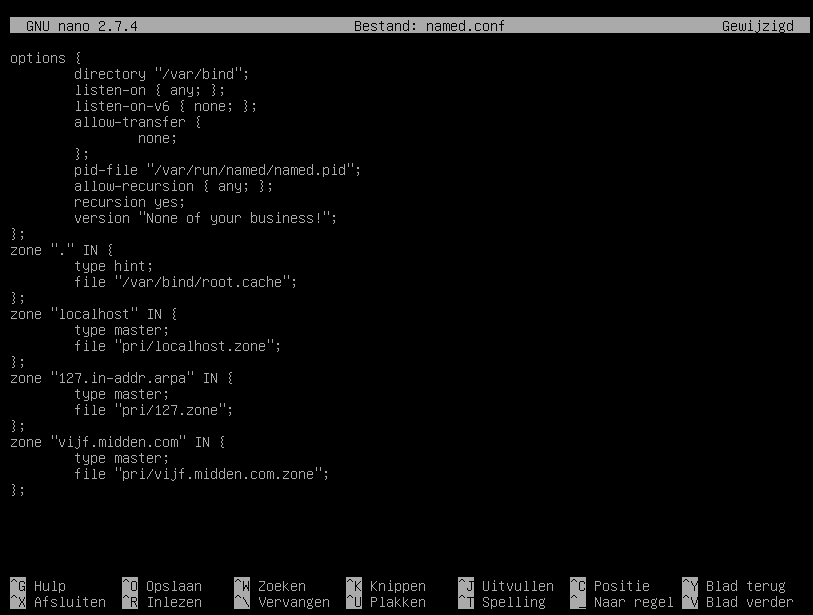 GNU nano 2.7.4 Bestand: named.conf Gewijzigd
options {
directory "/var/bind";
listen-on { any; };
listen-on-v6 { none; };
allow-transfer {
none;
};
pid-file "/var/run/named/named.pid";
allow-recursion { any; };
recursion yes;
version "None of your business!";
};
zone "." IN {
type hint;
file "/var/bind/root.cache";
};
zone "localhost" IN {
type master;
file "pri/localhost.zone";
};
zone "127.in-addr.arpa" IN {
type master;
file "pri/127.zone";
};
zone "vijf.midden.com" IN {
type master;
file "pri/vijf.midden.com.zone";
};
^G Hulp ^O Opslaan ^W Zoeken ^K Knippen ^J Uitvullen ^C Positie ^Y Blad terug
^X Afsluiten ^R Inlezen ^\ Vervangen ^U Plakken ^T Spelling ^_ Naar regel ^V Blad verder